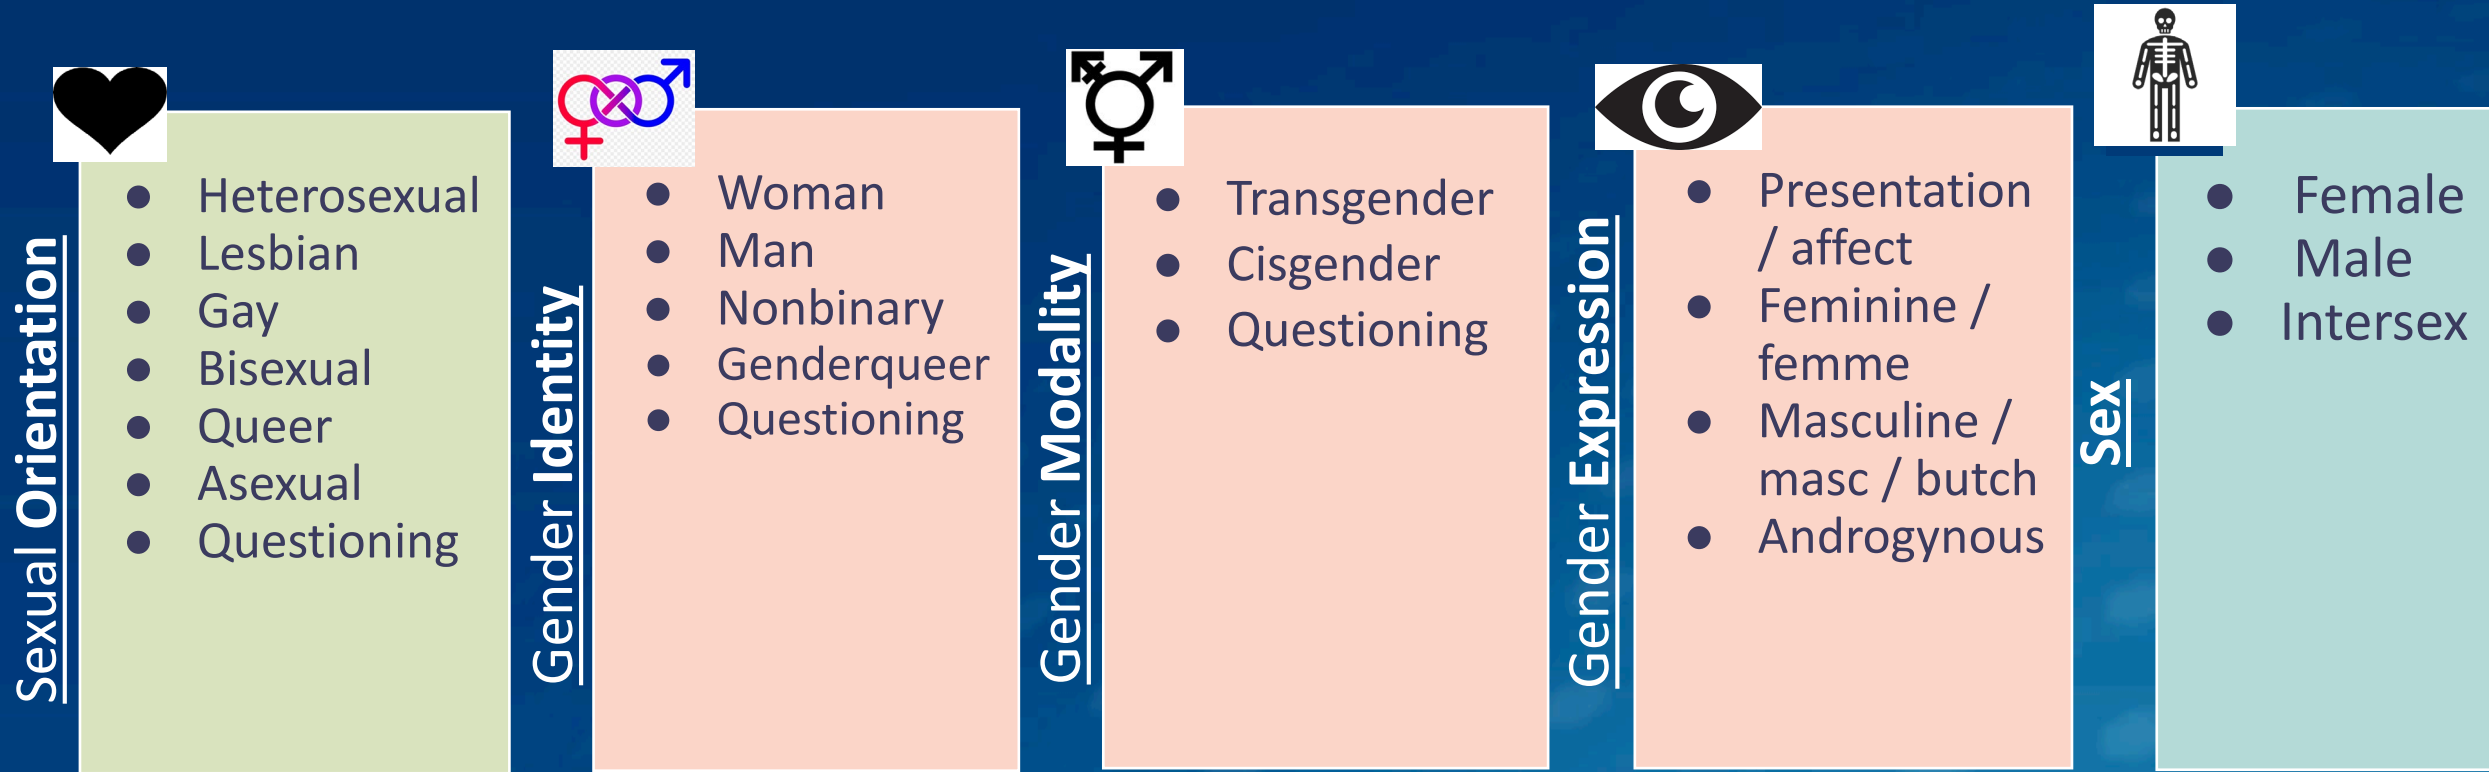 Sexual Orientation
● Heterosexual
● Lesbian
● Gay
● Bisexual
● Queer
● Asexual
● Questioning
Gender Identity
● Woman
● Man
● Nonbinary
● Genderqueer
● Questioning
Gender Modality
● Transgender
● Cisgender
● Questioning
Gender Expression
● Presentation
/ affect
● Feminine /
femme
● Masculine /
masc / butch
● Androgynous
Sex
● Female
● Male
● Intersex